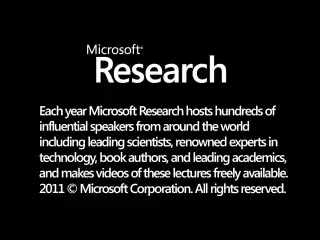 Microsoft®
Research
Each year Microsoft Research hosts hundreds of
influential speakers from around the world
including leading scientists, renowned experts in
technology, book authors, and leading academics,
and makes videos of these lectures freely available.
2011 © Microsoft Corporation. All rights reserved.